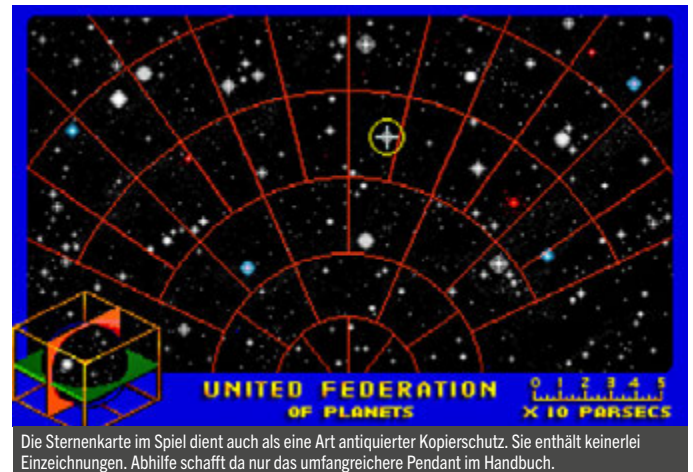 UNITED FEDERATION
OF PLANETS
0 1 2 3 4 5
X 10 PARSECS
Die Sternenkarte im Spiel dient auch als eine Art antiquierter Kopierschutz. Sie enthält keinerlei
Einzeichnungen. Abhilfe schafft da nur das umfangreichere Pendant im Handbuch.